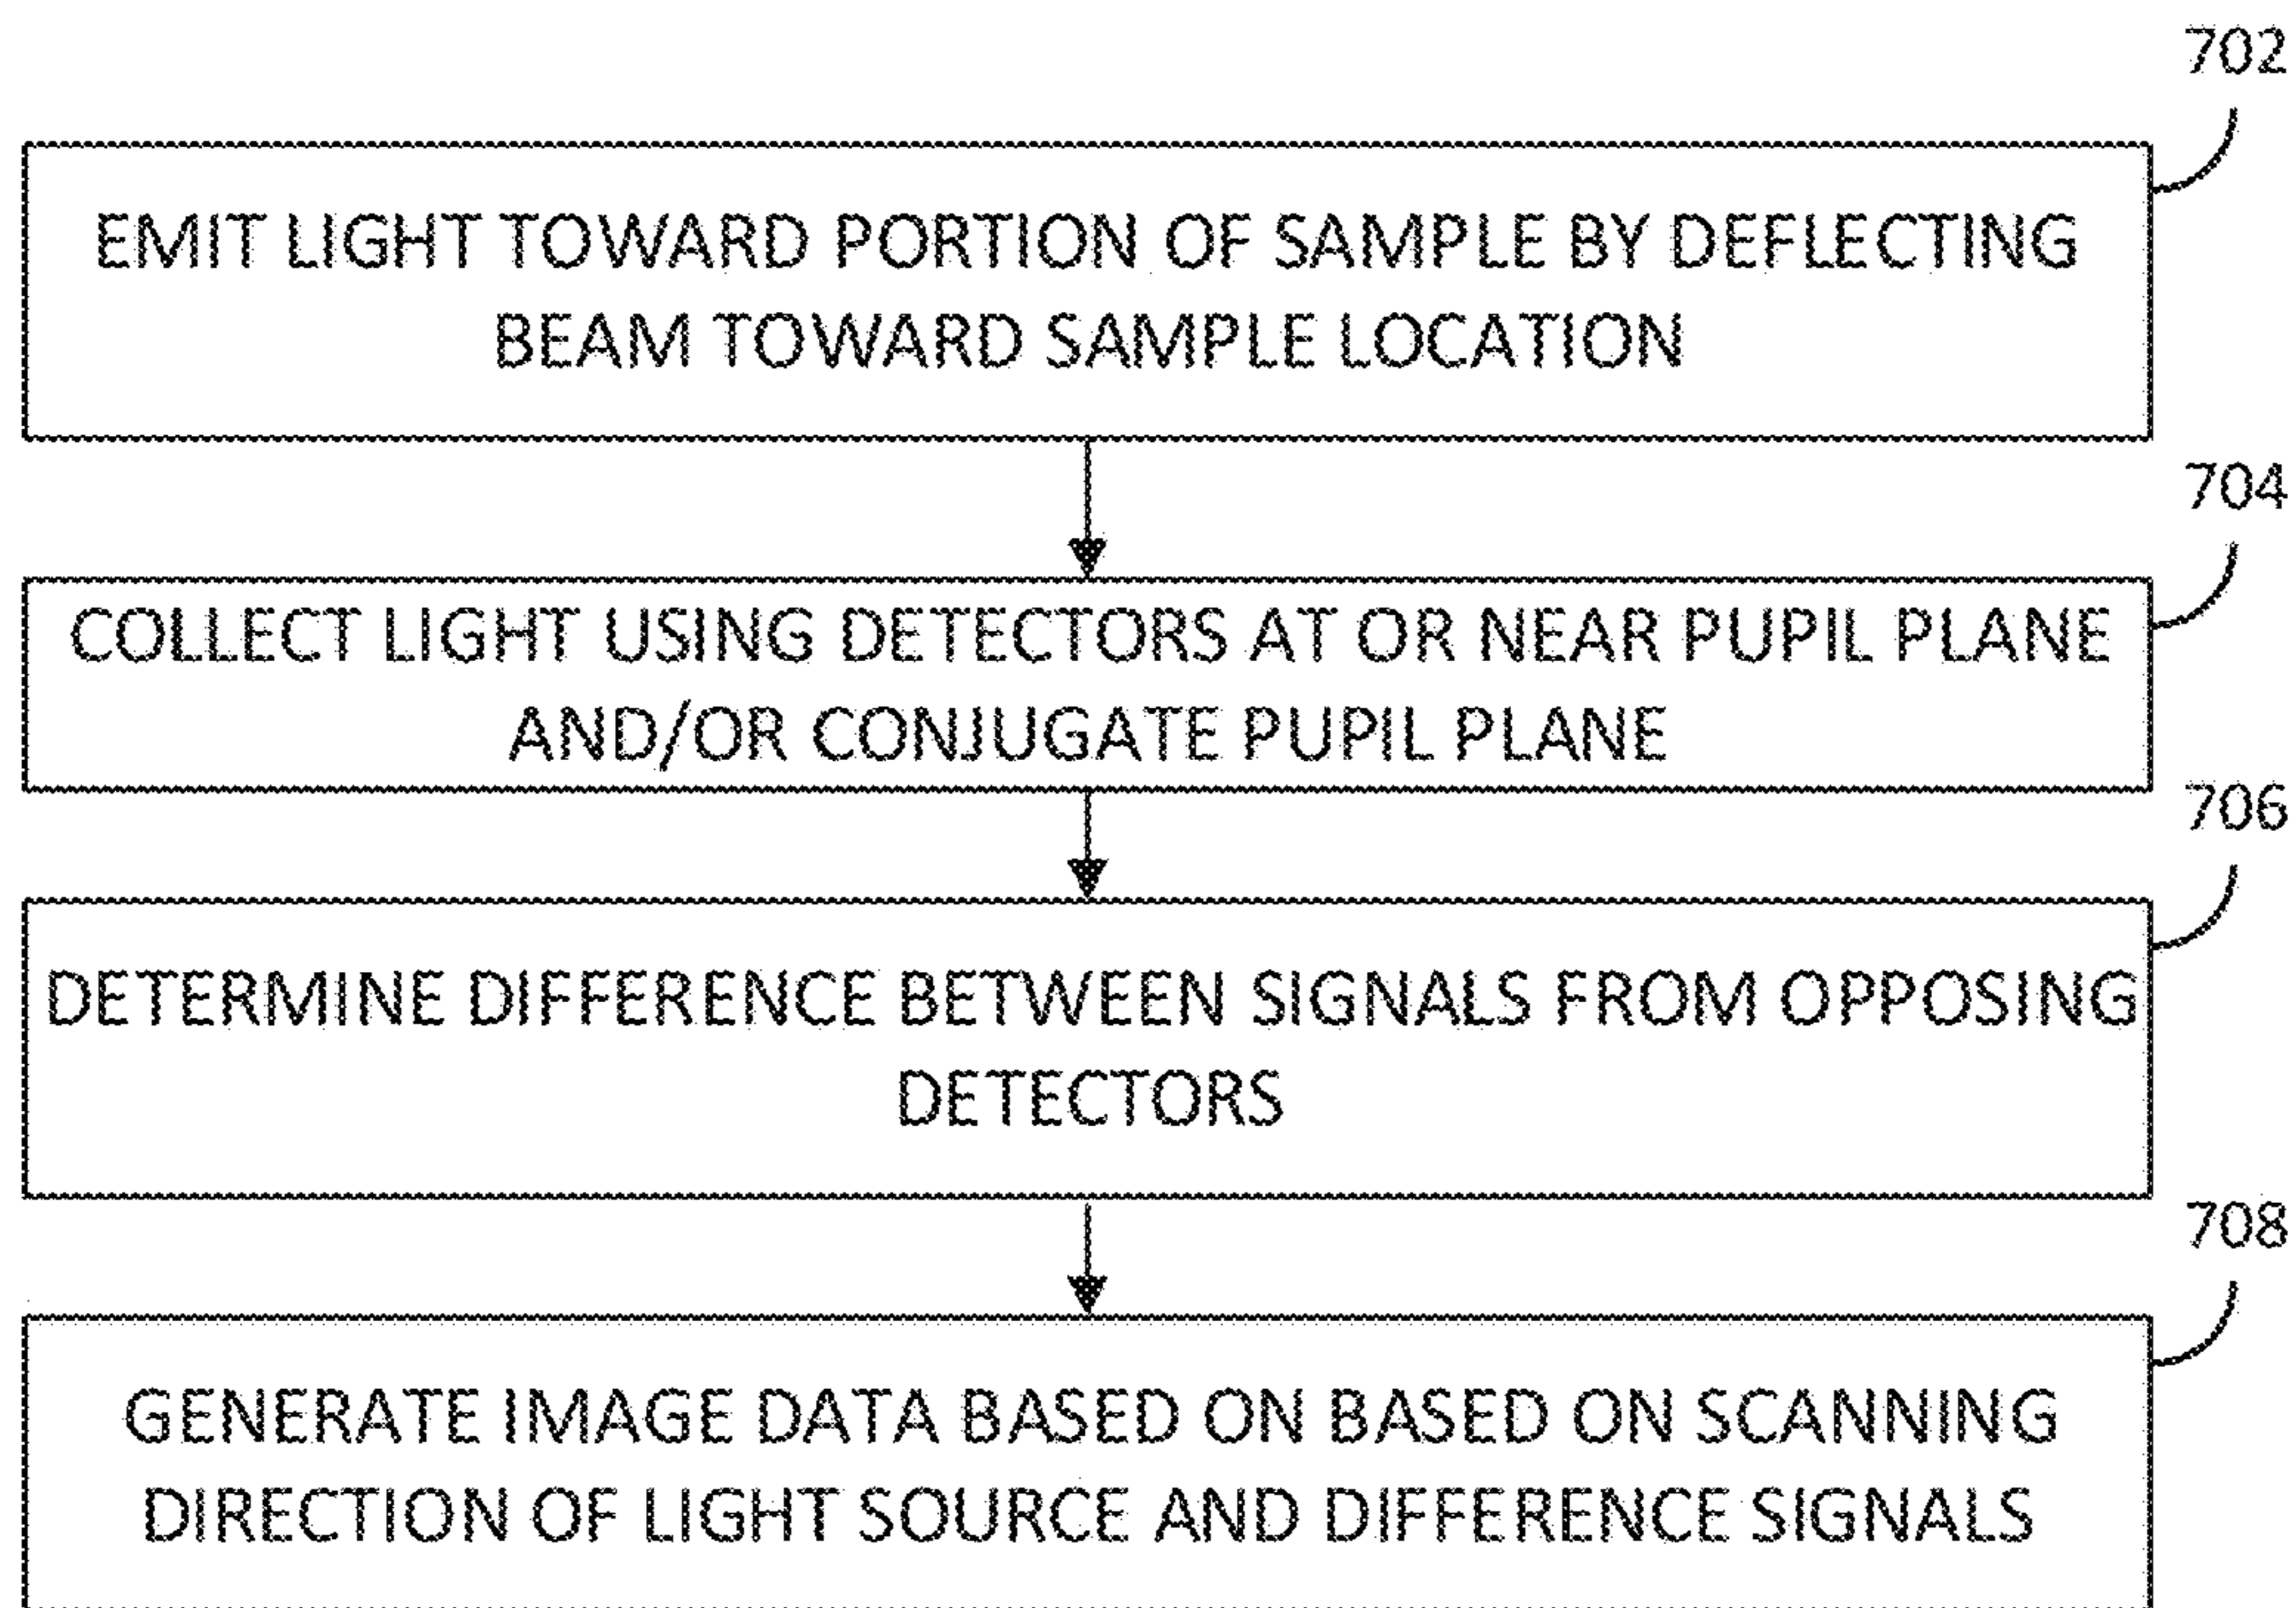 702
EMIT LIGHT TOWARD PORTION OF SAMPLE BY DEFLECTING
BEAM TOWARD SAMPLE LOCATION
704
COLLECT LIGHT USING DETECTORS AT OR NEAR PUPIL PLANE
AND/OR CONJUGATE PUPIL PLANE
706
DETERMINE DIFFERENCE BETWEEN SIGNALS FROM OPPOSING
DETECTORS
708
GENERATE IMAGE DATA BASED ON BASED ON SCANNING
DIRECTION OF LIGHT SOURCE AND DIFFERENCE SIGNALS